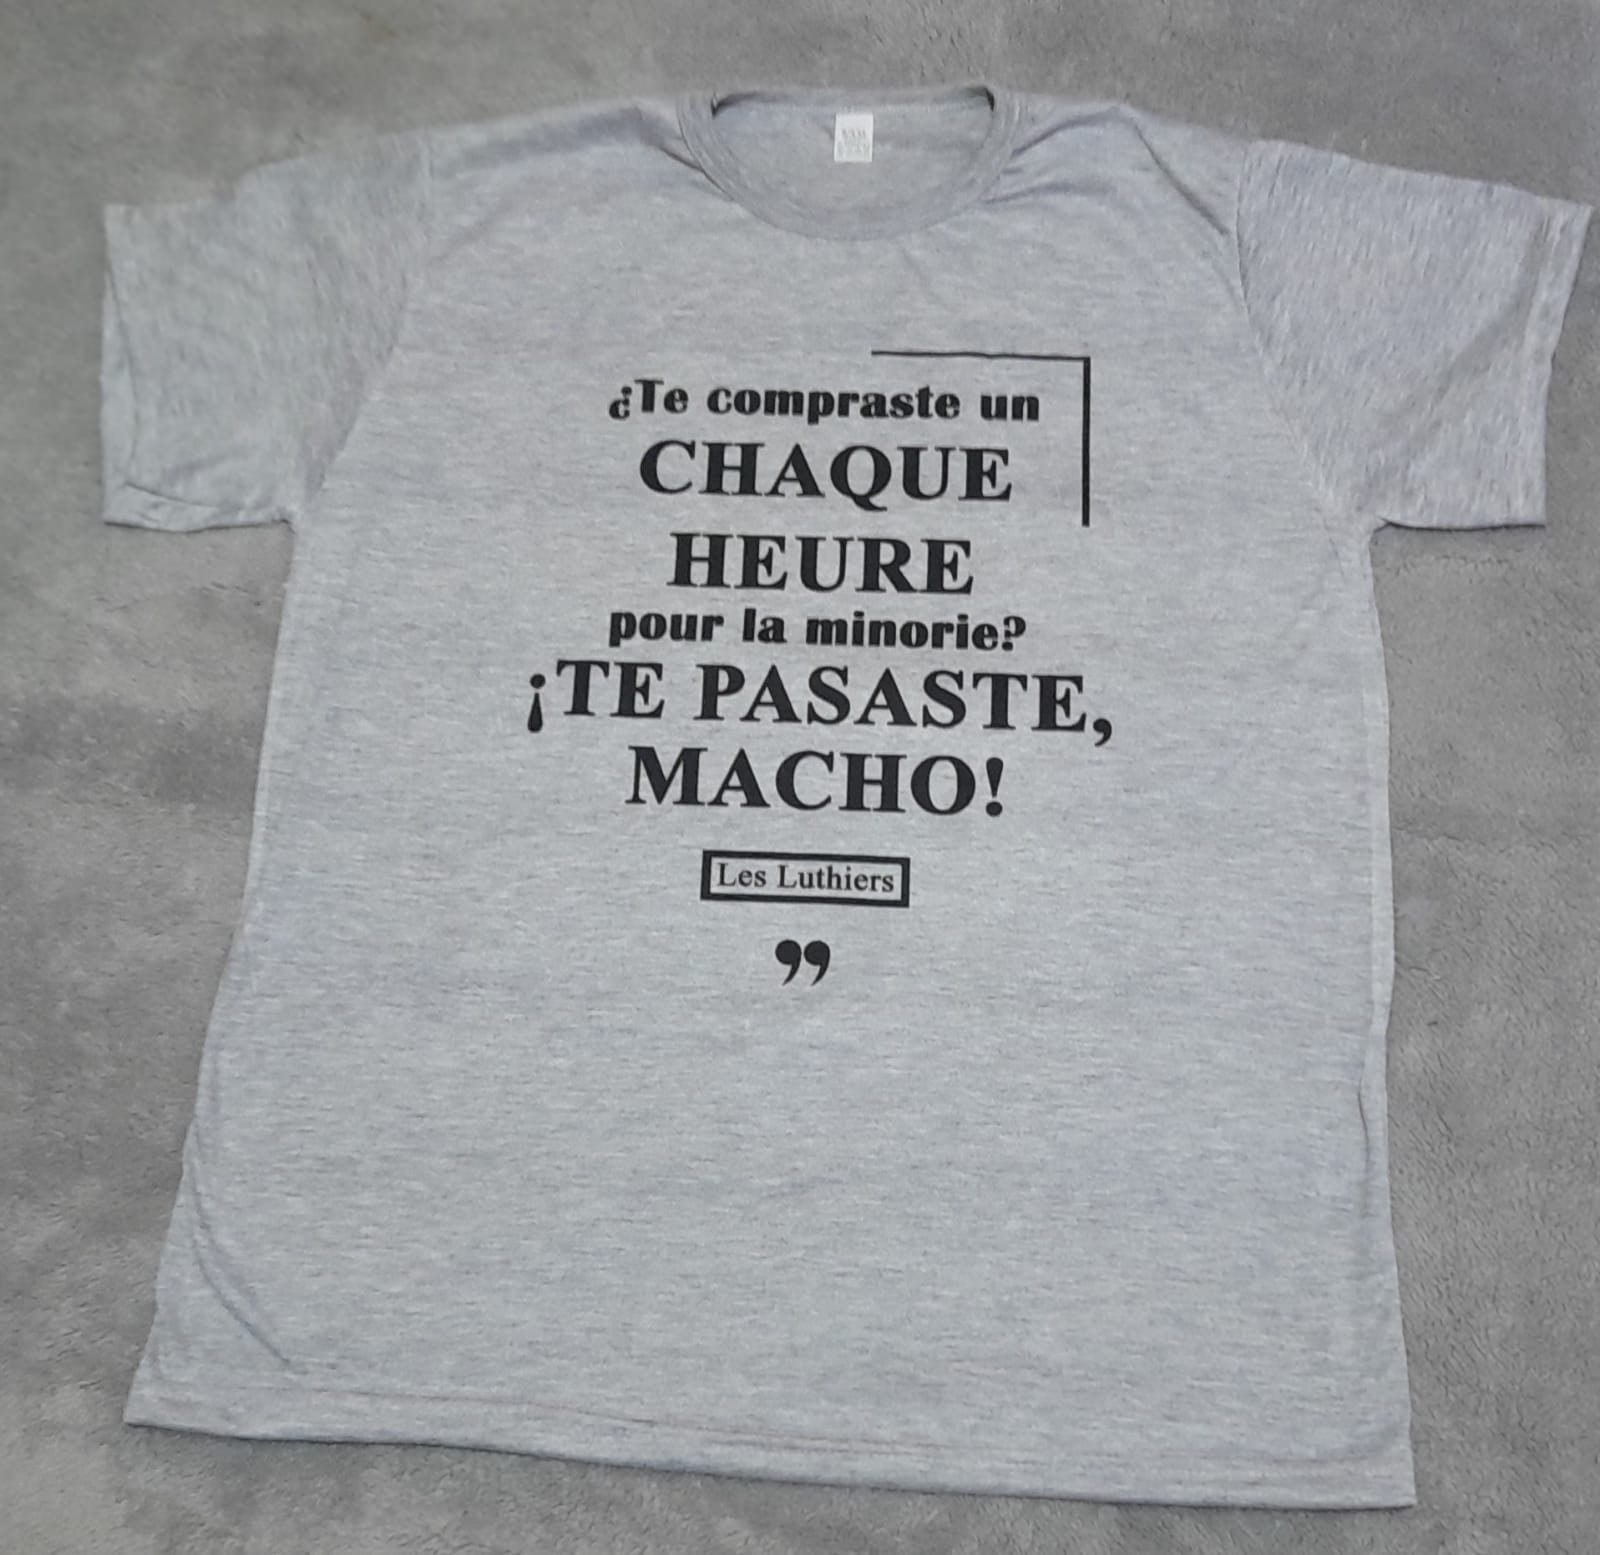 ¿Te compraste un
CHAQUE
HEURE
pour la minorie?
¡TE PASASTE,
MACHO!
Les Luthiers
”